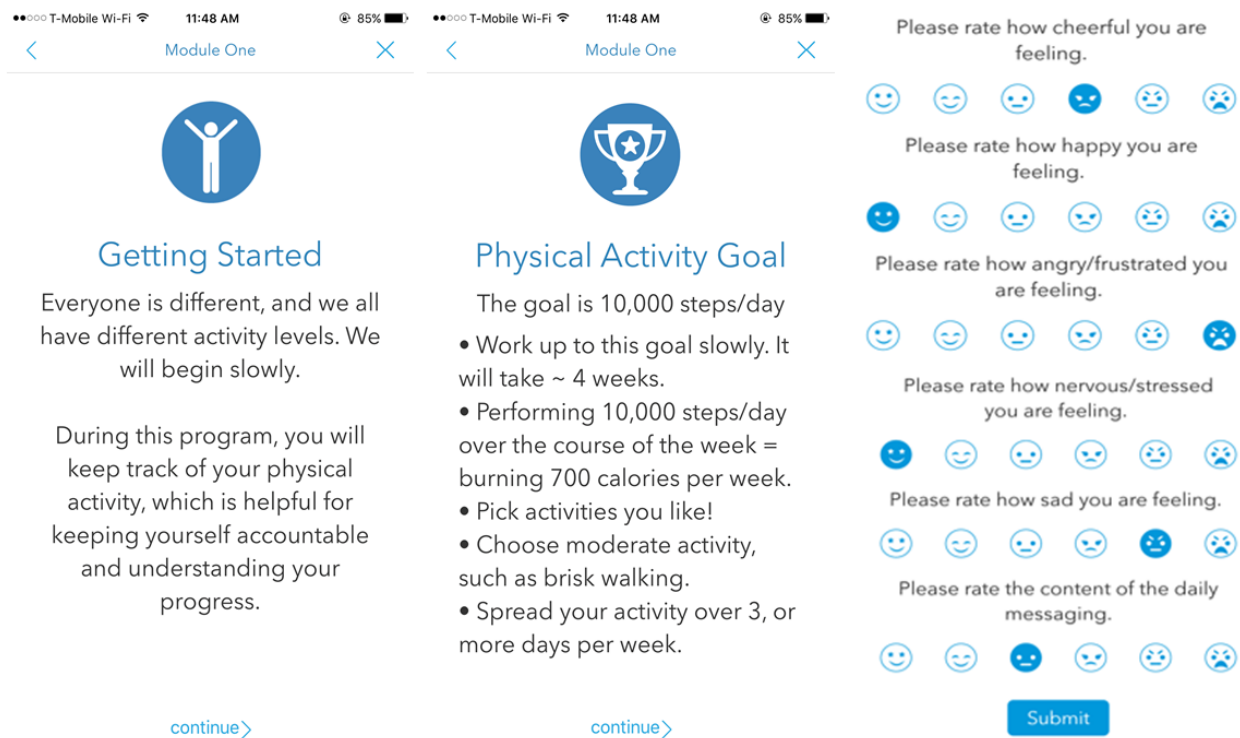 T-Mobile Wi-Fi 11:48 AM 85%
Module One
Getting Started
Everyone is different, and we all
have different activity levels. We
will begin slowly.
During this program, you will
keep track of your physical
activity, which is helpful for
keeping yourself accountable
and understanding your
progress.
continue
T-Mobile Wi-Fi 11:48 AM 85%
Module One
Physical Activity Goal
The goal is 10,000 steps/day
• Work up to this goal slowly. It
will take ~ 4 weeks.
• Performing 10,000 steps/day
over the course of the week =
burning 700 calories per week.
• Pick activities you like!
• Choose moderate activity,
such as brisk walking.
• Spread your activity over 3, or
more days per week.
continue
Please rate how cheerful you are
feeling.
Please rate how happy you are
feeling.
Please rate how angry/frustrated you
are feeling.
Please rate how nervous/stressed
you are feeling.
Please rate how sad you are feeling.
Please rate the content of the daily
messaging.
Submit